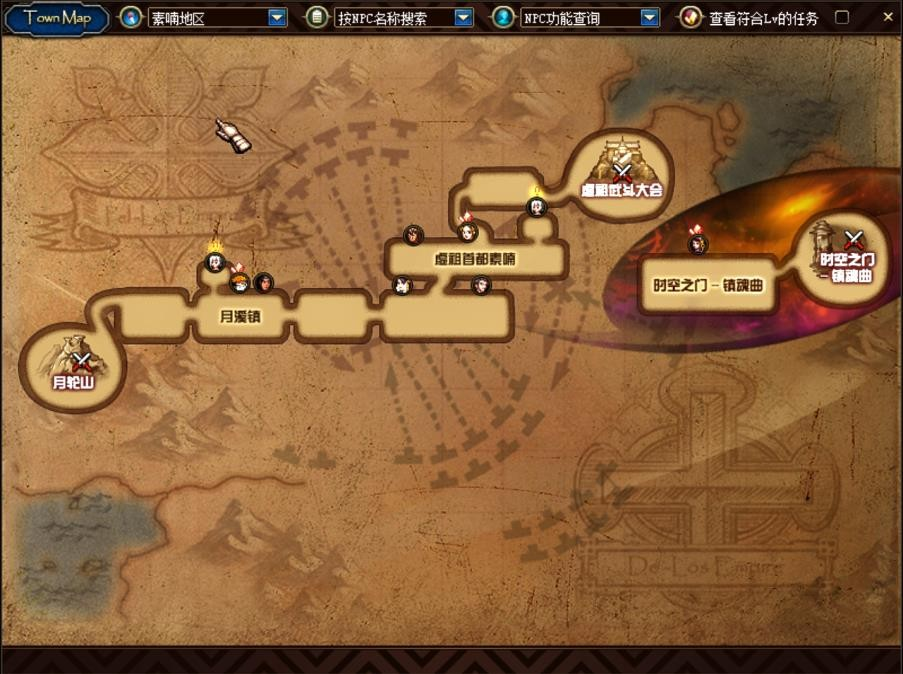 Town Map
素喃地区
按NPC名称搜索
NPC功能查询
查看符合Lv的任务
虚祖武斗大会
虚祖首都素喃
时空之门
-镇魂曲
时空之门-镇魂曲
月溪镇
月轮山
De-Los Empire
De-Los Empire